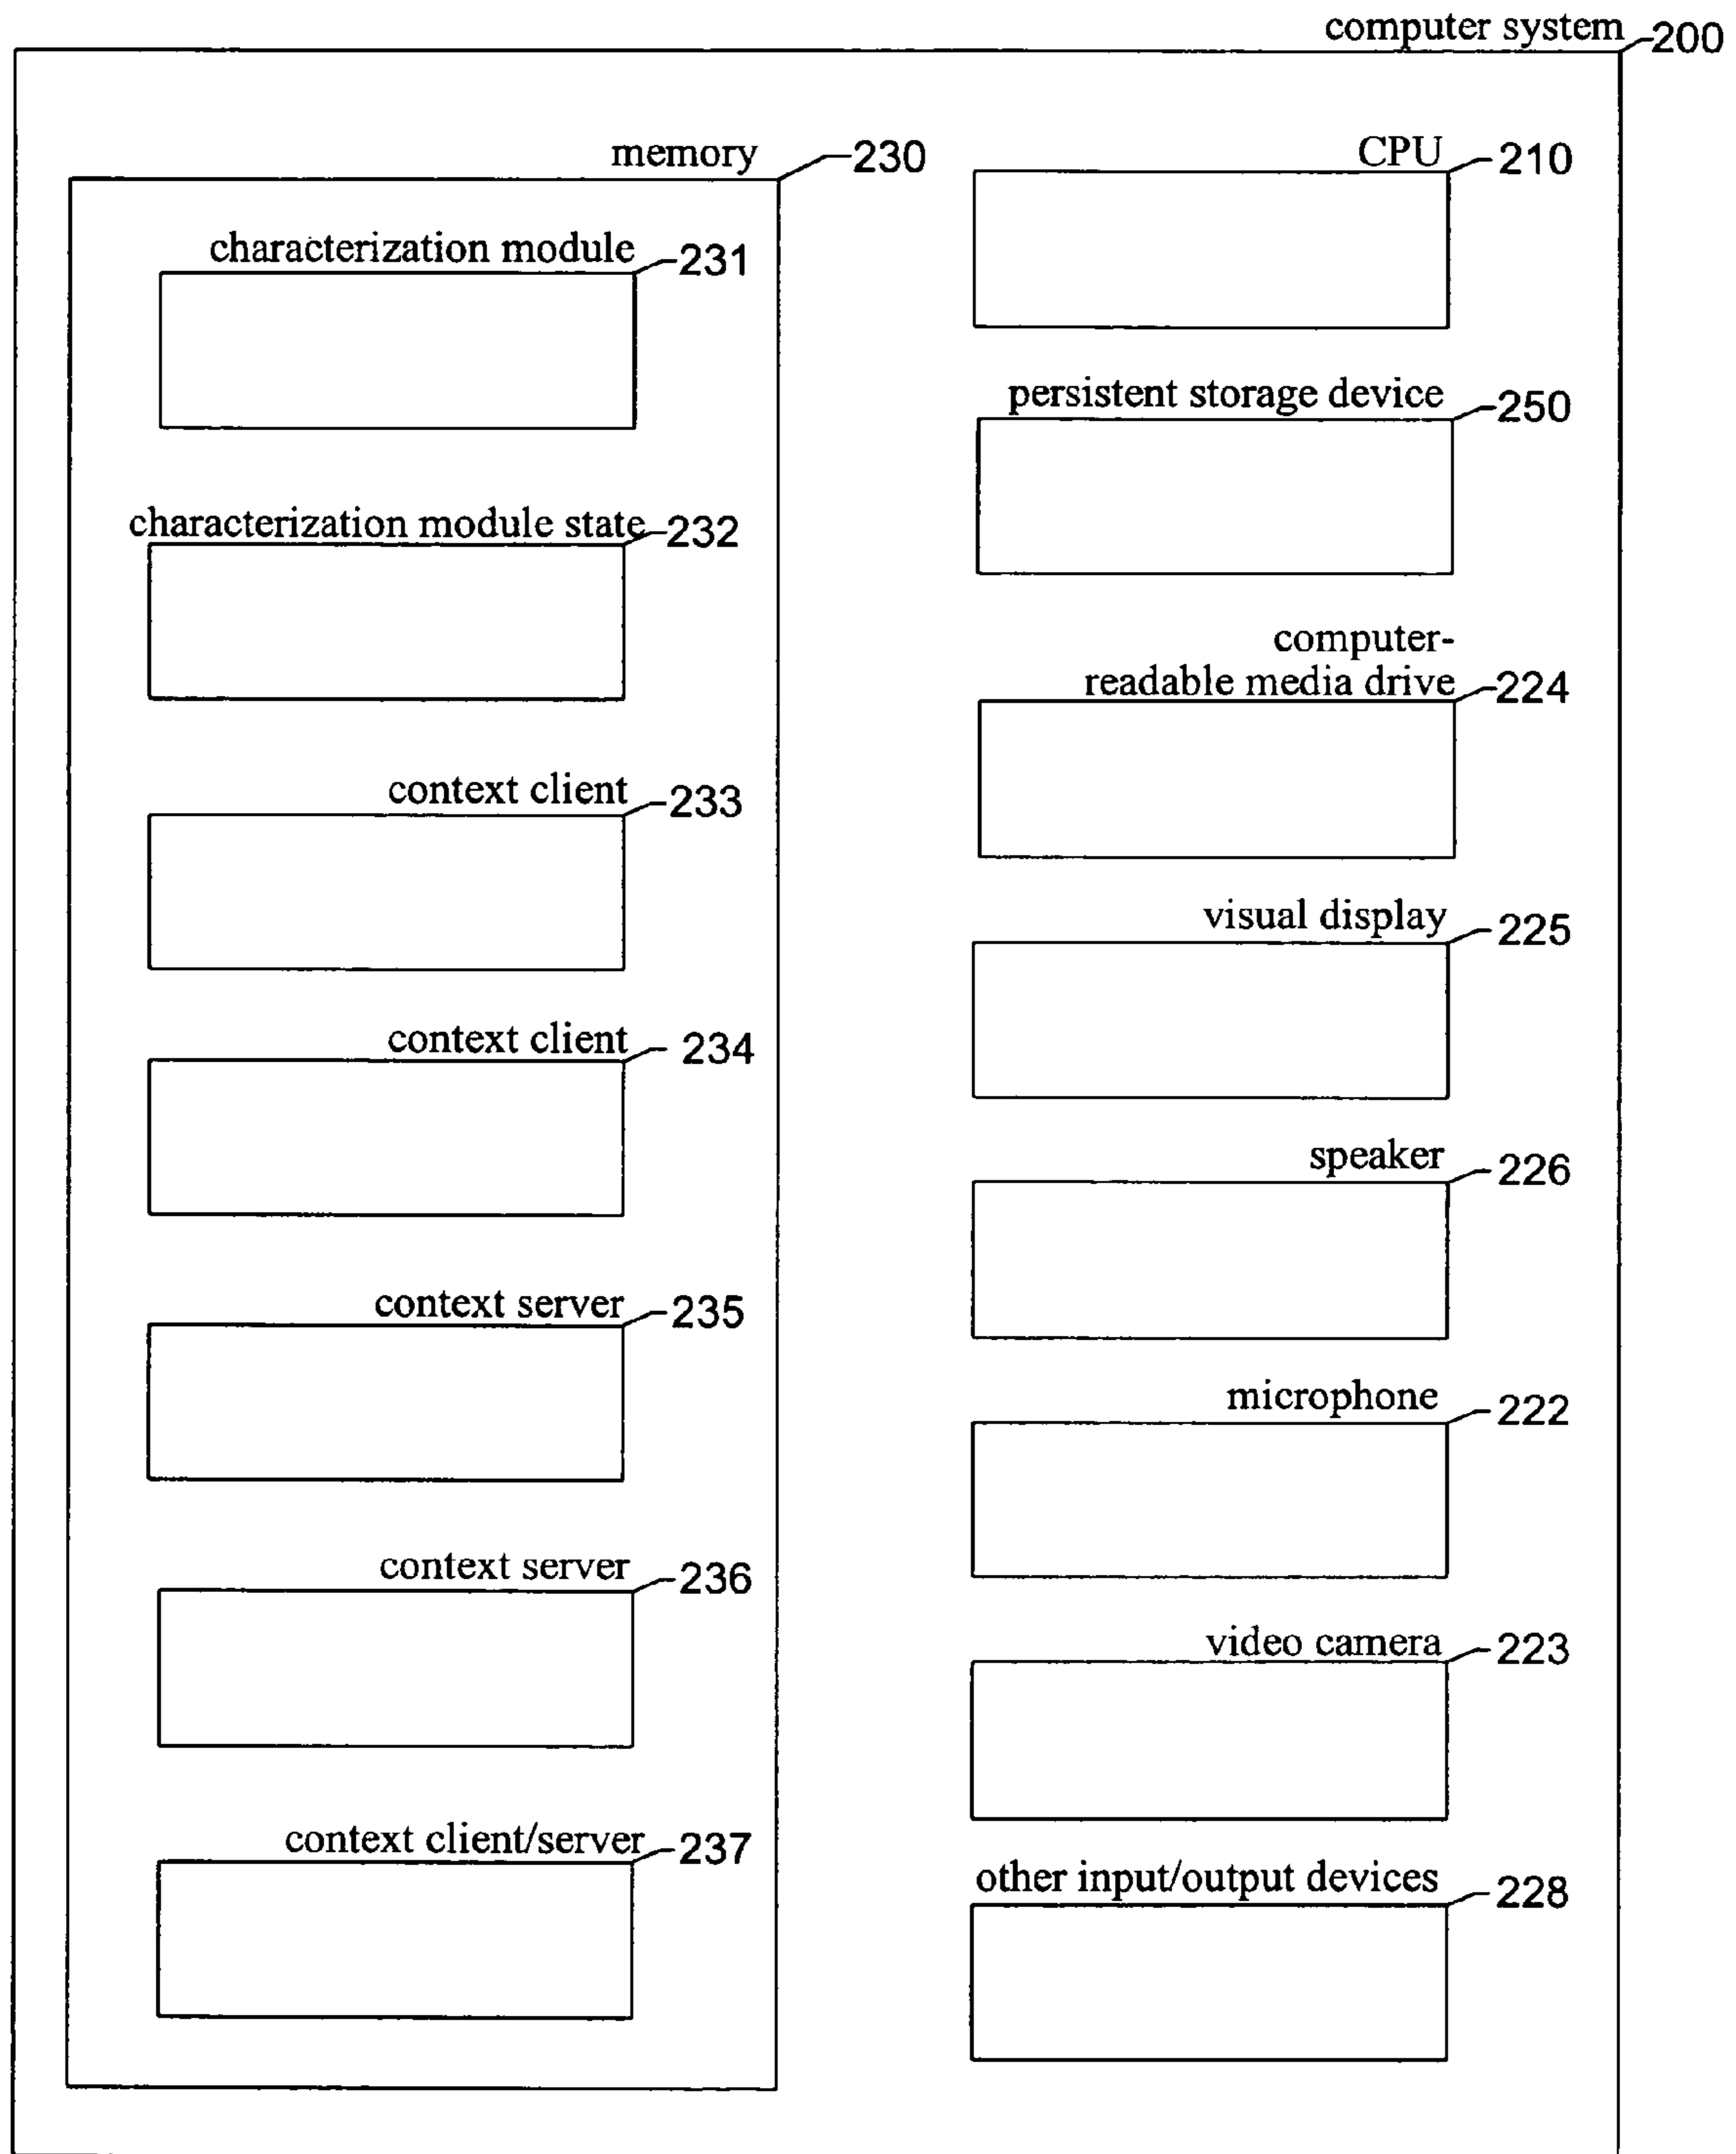 computer system 200
memory 230
characterization module 231
characterization module state 232
context client 233
context client 234
context server 235
context server 236
context client/server 237
CPU 210
persistent storage device 250
computer-
readable media drive 224
visual display 225
speaker 226
microphone 222
video camera 223
other input/output devices 228